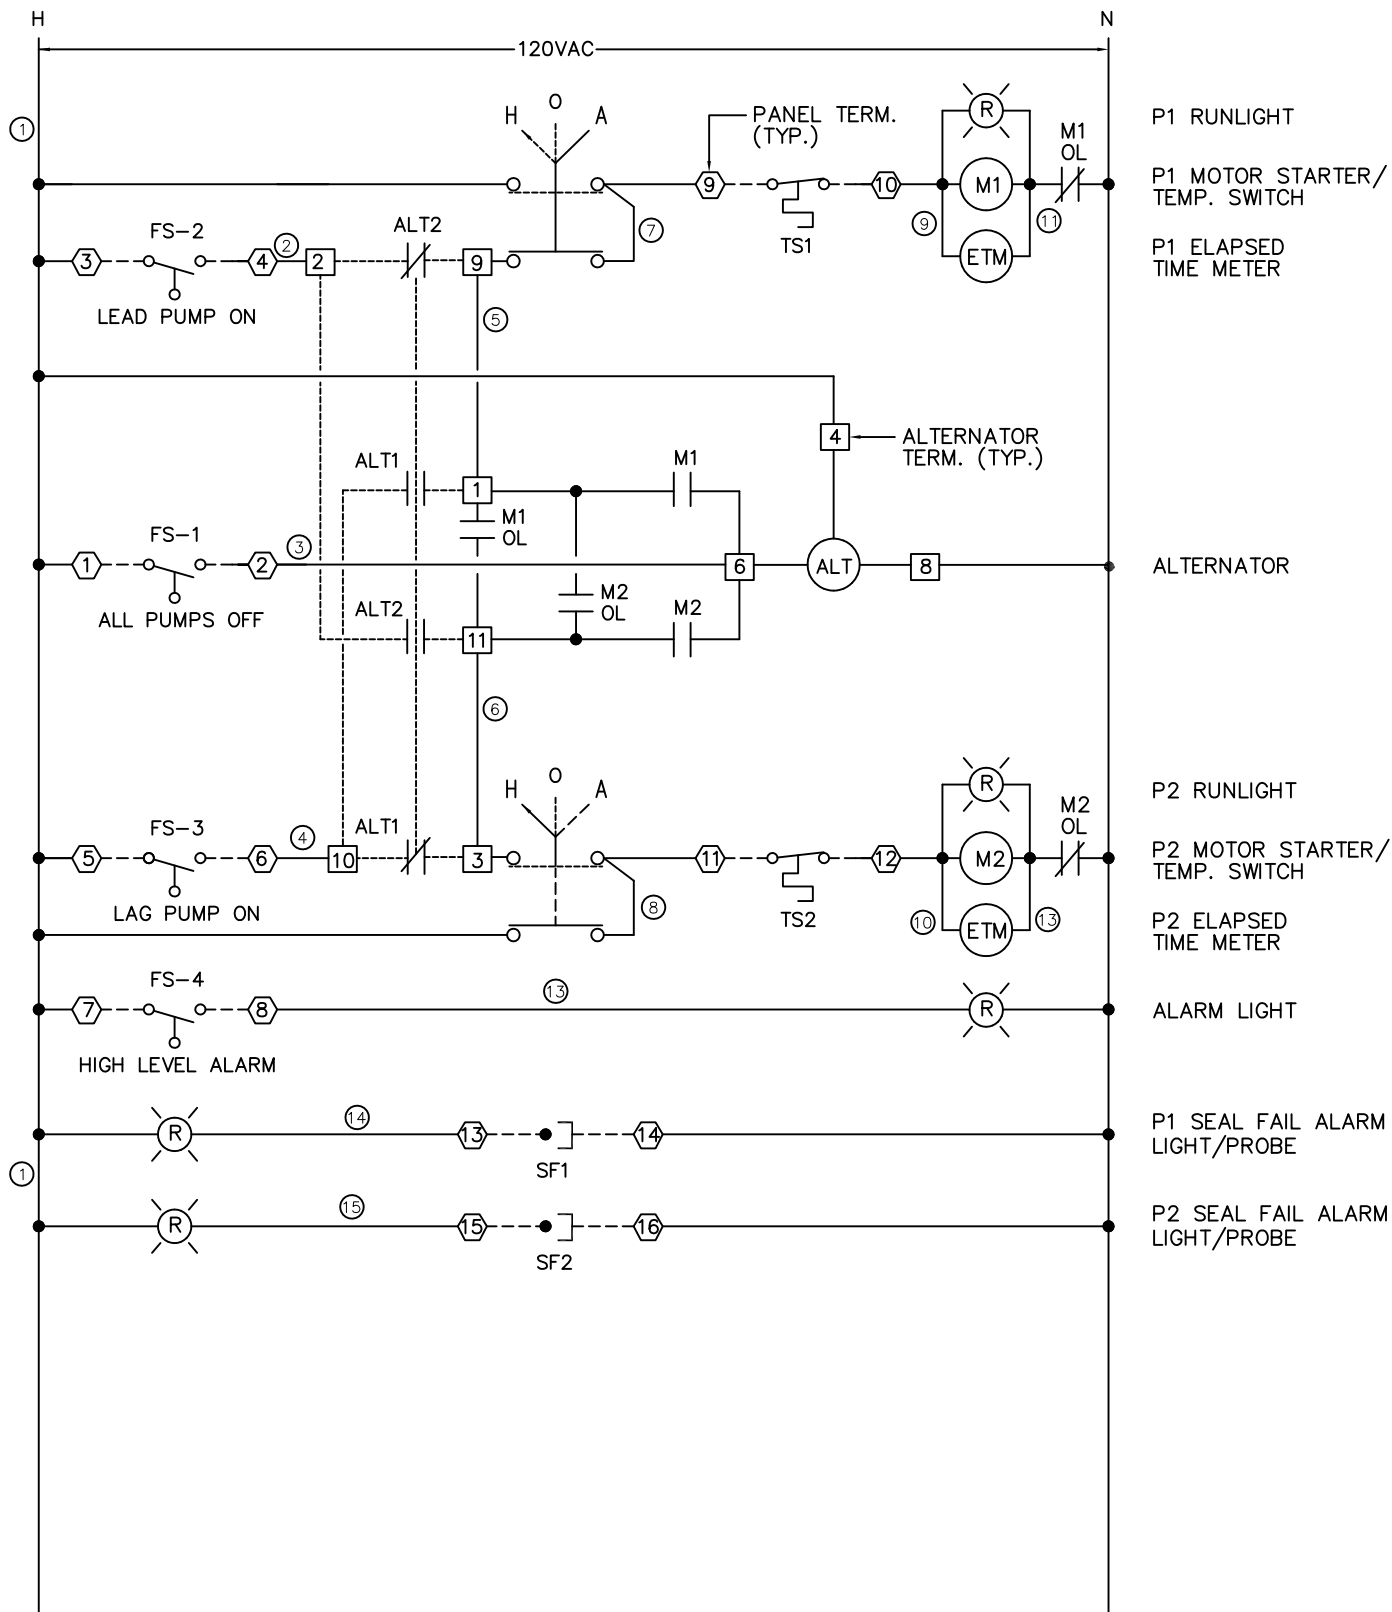 H
N
120VAC
O
H
A
PANEL TERM.
(TYP.)
R
M1
OL
P1 RUNLIGHT
1
9
10
M1
P1 MOTOR STARTER/
TEMP. SWITCH
FS-2
2
ALT2
7
TS1
9
11
3
4
2
9
ETM
P1 ELAPSED
TIME METER
LEAD PUMP ON
5
4
ALTERNATOR
TERM. (TYP.)
ALT1
M1
1
M1
OL
FS-1
3
1
2
6
ALT
8
ALTERNATOR
ALL PUMPS OFF
ALT2
M2
OL
M2
11
6
O
H
A
R
P2 RUNLIGHT
M2
OL
FS-3
4
ALT1
5
6
10
3
11
12
M2
P2 MOTOR STARTER/
TEMP. SWITCH
LAG PUMP ON
8
TS2
10
13
ETM
P2 ELAPSED
TIME METER
FS-4
13
7
8
R
ALARM LIGHT
HIGH LEVEL ALARM
14
R
13
14
P1 SEAL FAIL ALARM
LIGHT/PROBE
SF1
1
15
R
15
16
P2 SEAL FAIL ALARM
LIGHT/PROBE
SF2